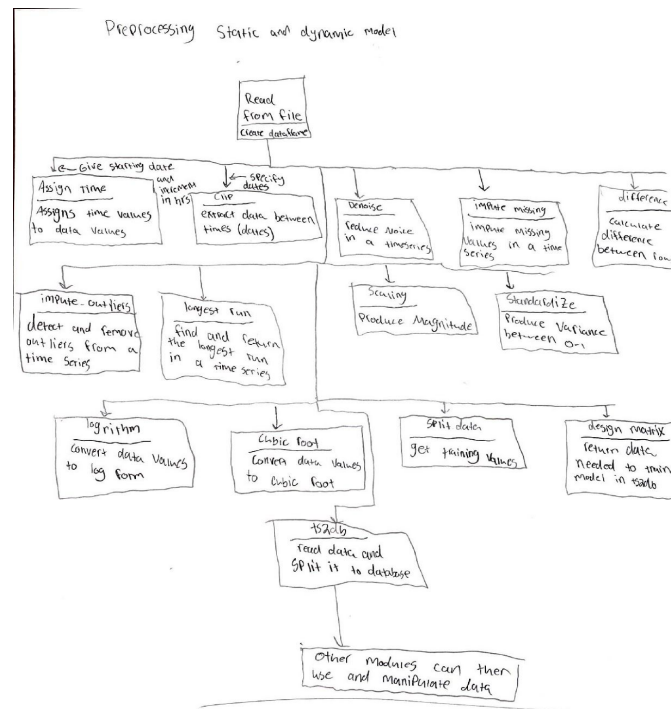 Preprocessing Static and dynamic model
Read
from file
Create dataframe
Give starting date
and
increment
in hrs
specify
dates
Assign Time
Assigns time values
to data values
Clip
extract data between
times (dates)
Denoise
reduce noise
in a timeseries
impute missing
impute missing
values in a time
series
difference
calculate
difference
between row
impute_outliers
detect and remove
outliers from a
time series
longest run
find and return
the longest run
in a time series
Scaling
Produce Magnitude
Standardize
Produce Variance
between 0-1
logrithm
convert data values
to log form
Cubic root
Convert data values
to cubic root
Split data
get training values
design matrix
return data
needed to train
model in ts2db
ts2db
read data and
split it to database
other modules can then
use and manipulate data